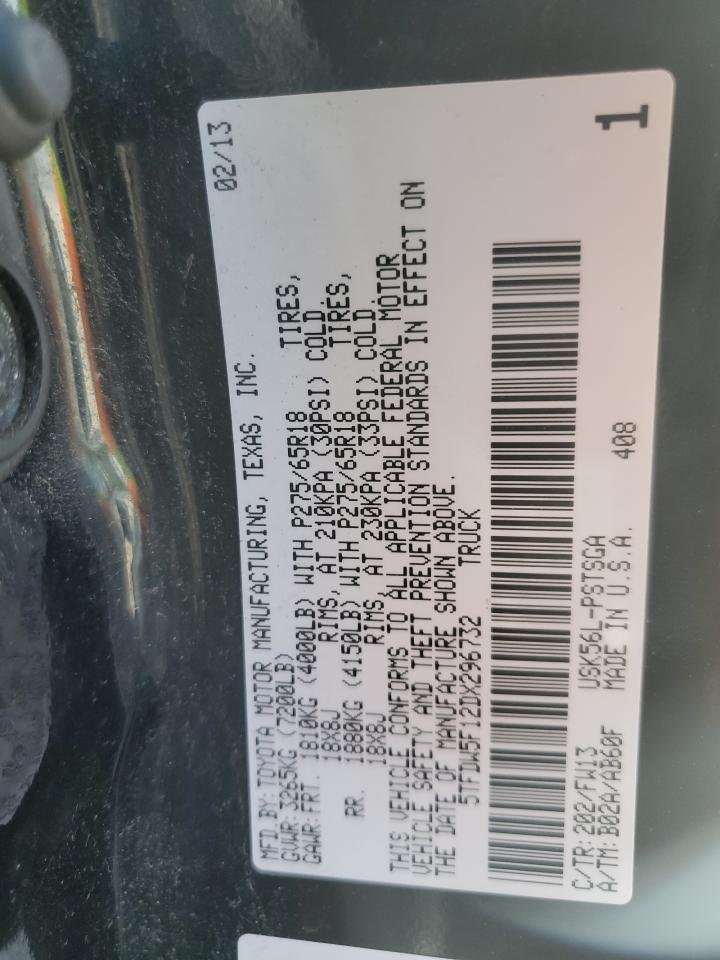 MFD.BY:TOYOTA MOTOR MANUFACTURING, TEXAS, INC. 02/13
GVWR:3265KG (7200LB)
GAWR:FRT. 1810KG (4000LB) WITH P275/65R18 TIRES,
18X8J RIMS, AT 210KPA (30PSI) COLD.
RR. 1880KG (4150LB) WITH P275/65R18 TIRES,
18X8J RIMS, AT 230KPA (33PSI) COLD.
THIS VEHICLE CONFORMS TO ALL APPLICABLE FEDERAL MOTOR
VEHICLE SAFETY AND THEFT PREVENTION STANDARDS IN EFFECT ON
THE DATE OF MANUFACTURE SHOWN ABOVE.
5TFDW5F12DX296732 TRUCK
C/TR:202/FW13 USK56L-PSTSGA 408
A/TM:B02A/AB60F MADE IN U.S.A. 1